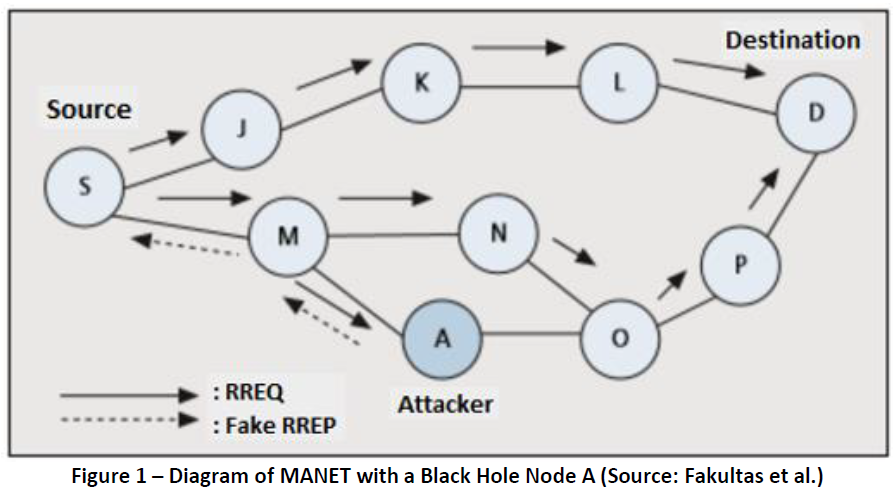 Destination
Source
K
L
D
J
S
M
N
P
A
O
: RREQ
: Fake RREP
Attacker
Figure 1 – Diagram of MANET with a Black Hole Node A (Source: Fakultas et al.)